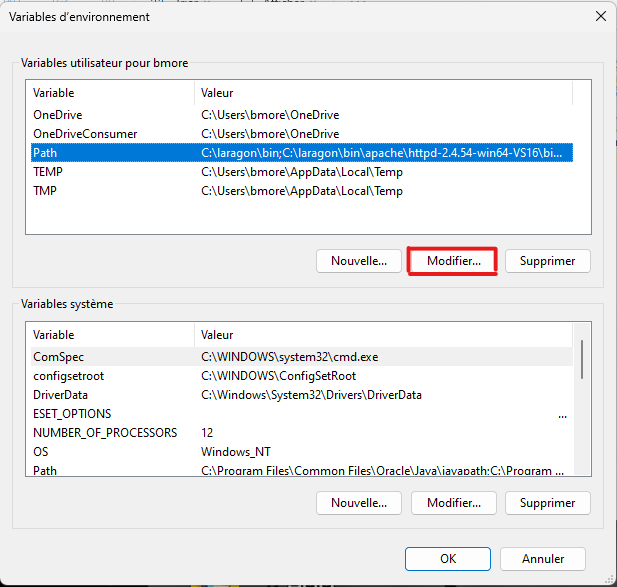 Variables d'environnement
Variables utilisateur pour bmore
Variable Valeur
OneDrive C:\Users\bmore\OneDrive
OneDriveConsumer C:\Users\bmore\OneDrive
Path C:\laragon\bin;C:\laragon\bin\apache\httpd-2.4.54-win64-VS16\bi...
TEMP C:\Users\bmore\AppData\Local\Temp
TMP C:\Users\bmore\AppData\Local\Temp
Nouvelle... Modifier... Supprimer
Variables système
Variable Valeur
ComSpec C:\WINDOWS\system32\cmd.exe
configsetroot C:\WINDOWS\ConfigSetRoot
DriverData C:\Windows\System32\Drivers\DriverData
ESET_OPTIONS ...
NUMBER_OF_PROCESSORS 12
OS Windows_NT
Path C:\Program Files\Common Files\Oracle\Java\javapath;C:\Program ...
Nouvelle... Modifier... Supprimer
OK Annuler